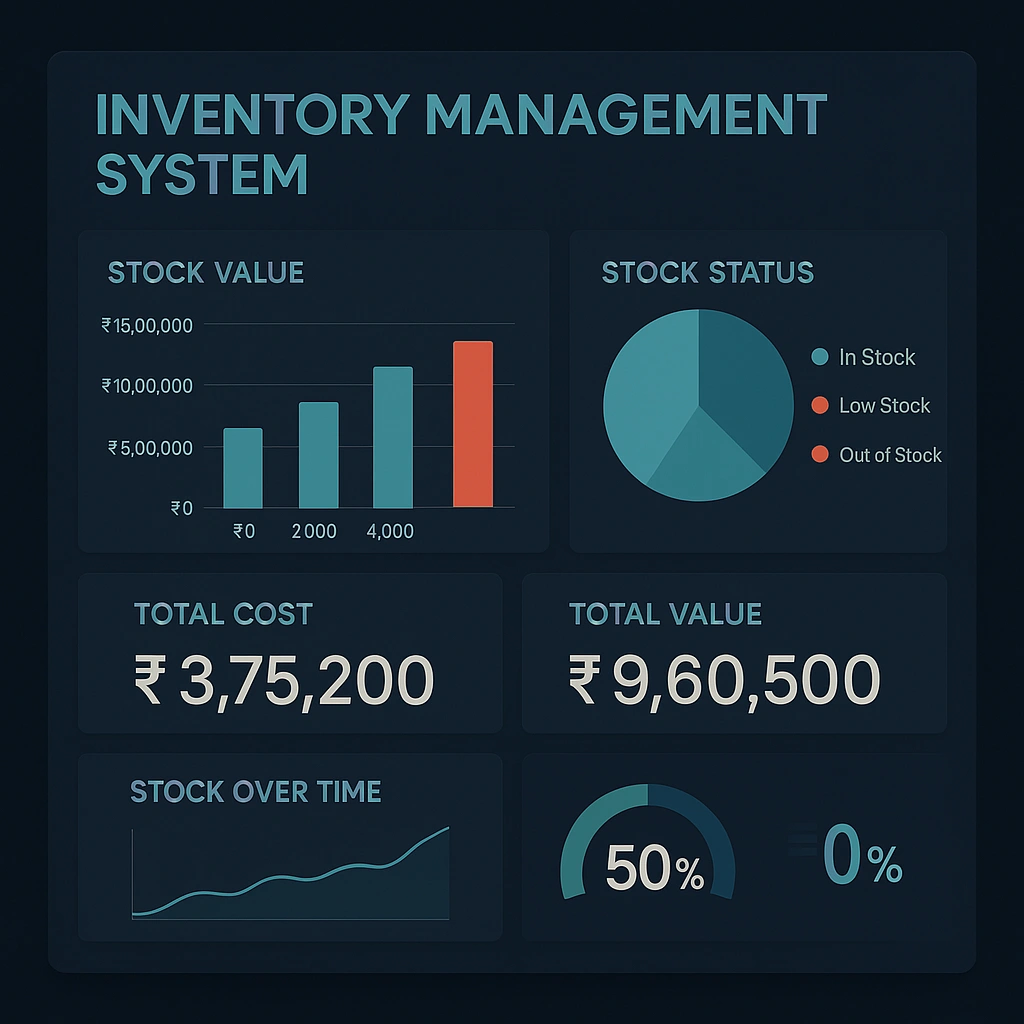 INVENTORY MANAGEMENT
SYSTEM
STOCK VALUE
₹15,00,000
₹10,00,000
₹5,00,000
₹0
₹0
2000
4,000
STOCK STATUS
In Stock
Low Stock
Out of Stock
TOTAL COST
₹3,75,200
TOTAL VALUE
₹9,60,500
STOCK OVER TIME
50%
0%